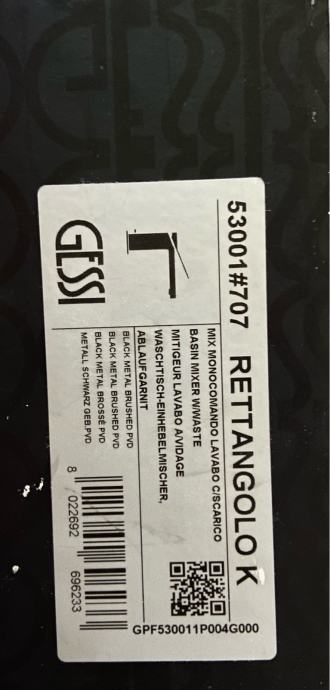 53001#707 RETTANGOLO K
MIX MONOCOMANDO LAVABO C/SCARICO
BASIN MIXER W/WASTE
MITIGEUR LAVABO A/VIDAGE
WASCHTISCH-EINHEBELMISCHER,
ABLAUFGARNIT
BLACK METAL BRUSHED PVD
BLACK METAL BRUSHED PVD
BLACK METAL BROSSÉ PVD
METALL SCHWARZ GEB.PVD
GESSI
8 022692 696233
GPF530011P004G000